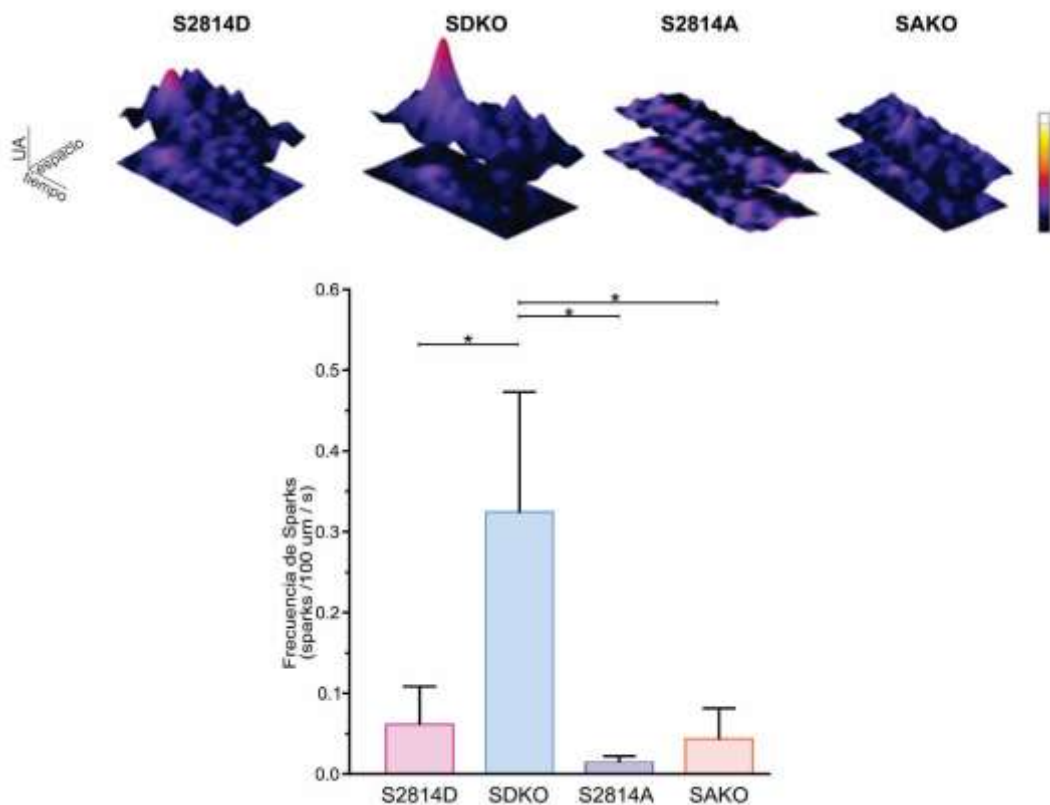 S2814D SDKO S2814A SAKO
UA
espacio
tiempo
0.6
0.5
0.4
0.3
0.2
0.1
0.0
Frecuencia de Sparks
(sparks /100 um / s)
*
*
*
S2814D SDKO S2814A SAKO